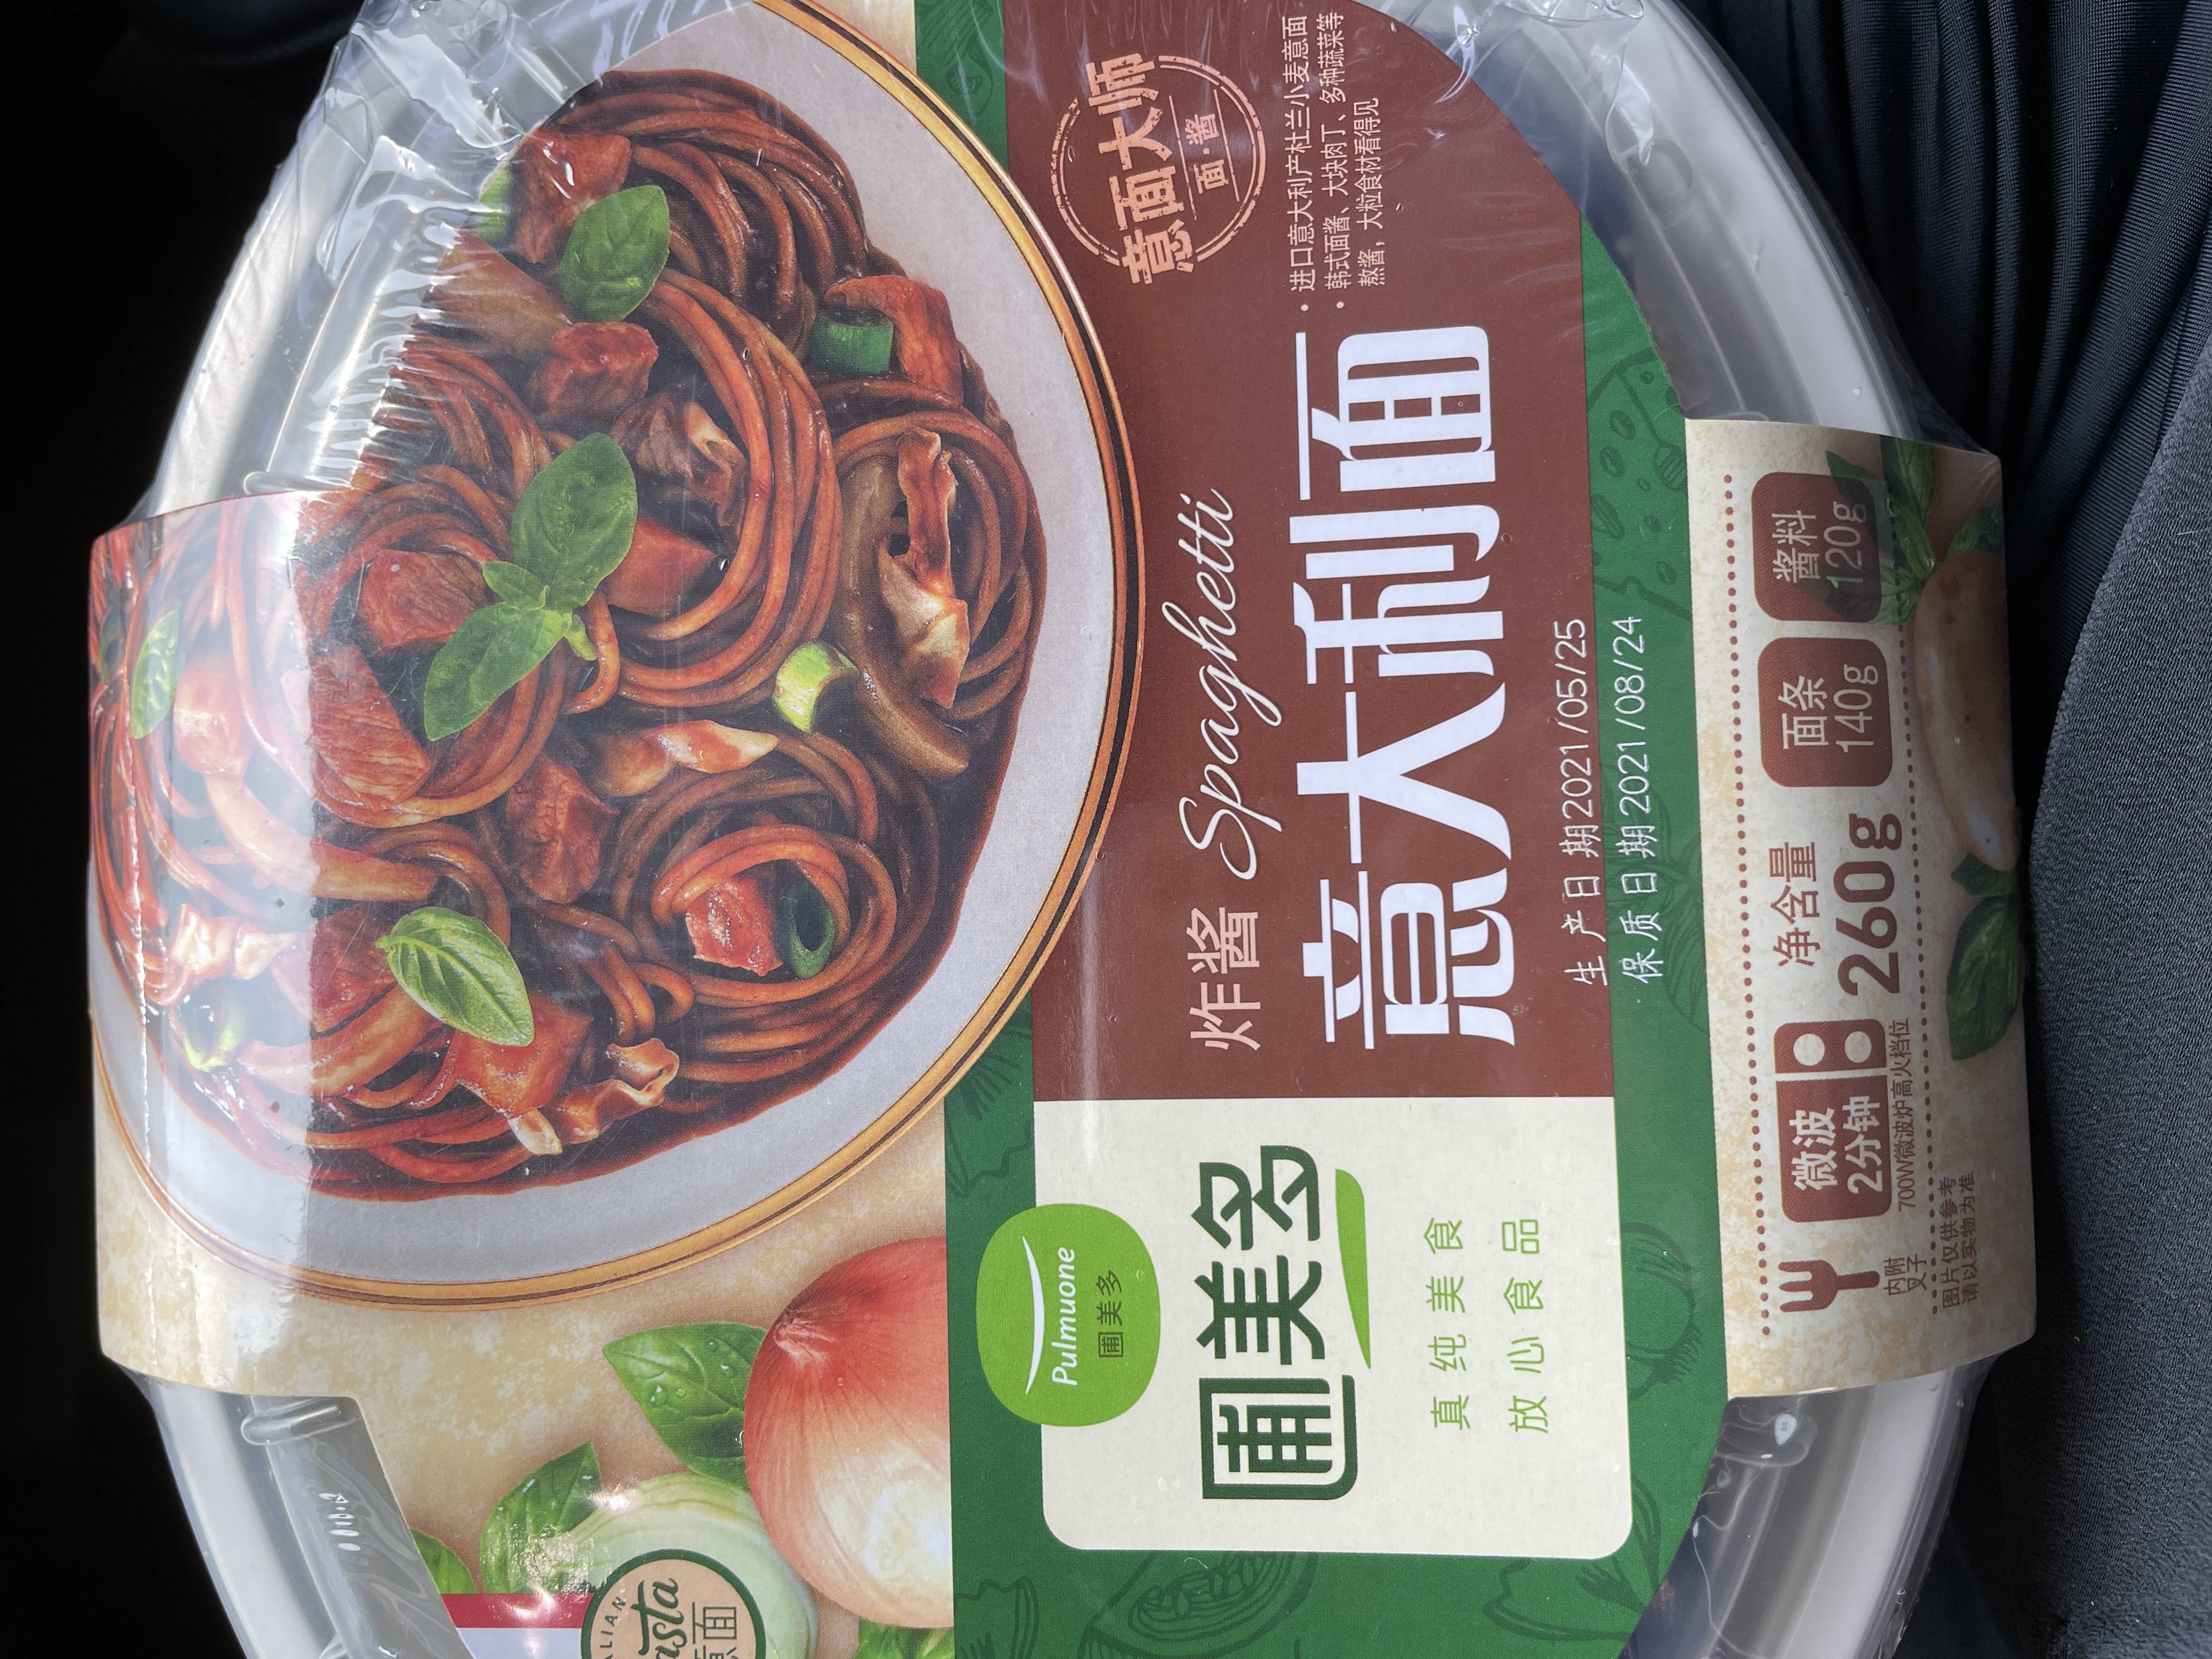 Pulmuone
圃美多
圃美多
真纯美食
放心食品
炸酱 Spaghetti
意大利面
意面大师
面·酱
·进口意大利产杜兰小麦意面
·韩式面酱、大块肉丁、多种蔬菜等
熬酱，大粒食材看得见
生产日期2021/05/25
保质日期2021/08/24
内附
叉子
微波
2分钟
700W微波炉高火档位
净含量
260g
面条
140g
酱料
120g
图片仅供参考
请以实物为准
意面